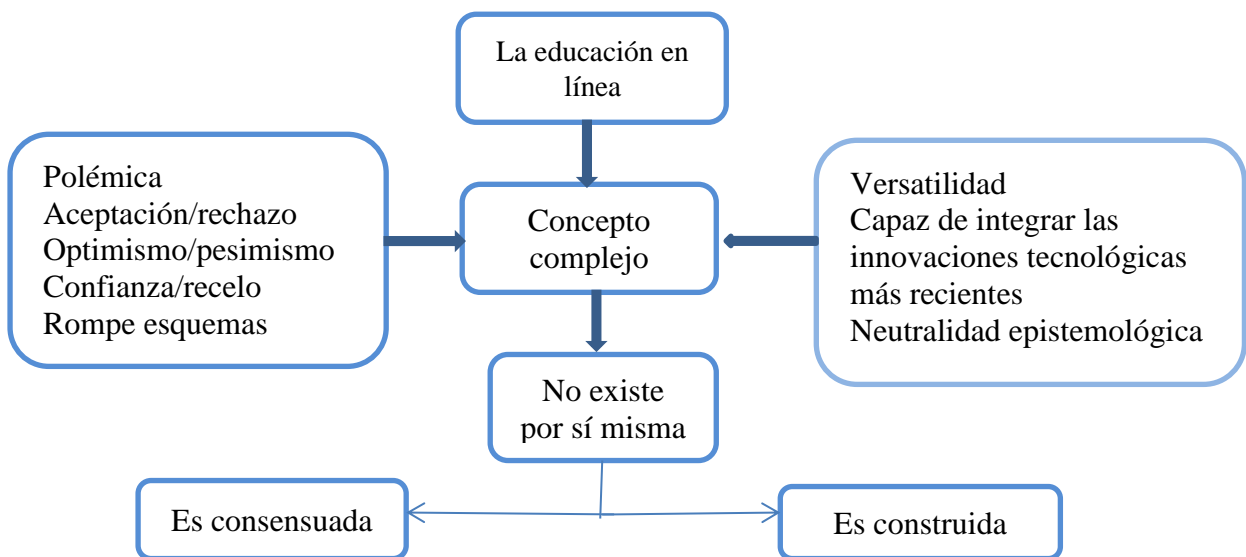 La educación en
línea
Polémica
Aceptación/rechazo
Optimismo/pesimismo
Confianza/recelo
Rompe esquemas
Concepto
complejo
Versatilidad
Capaz de integrar las
innovaciones tecnológicas
más recientes
Neutralidad epistemológica
No existe
por sí misma
Es consensuada
Es construida